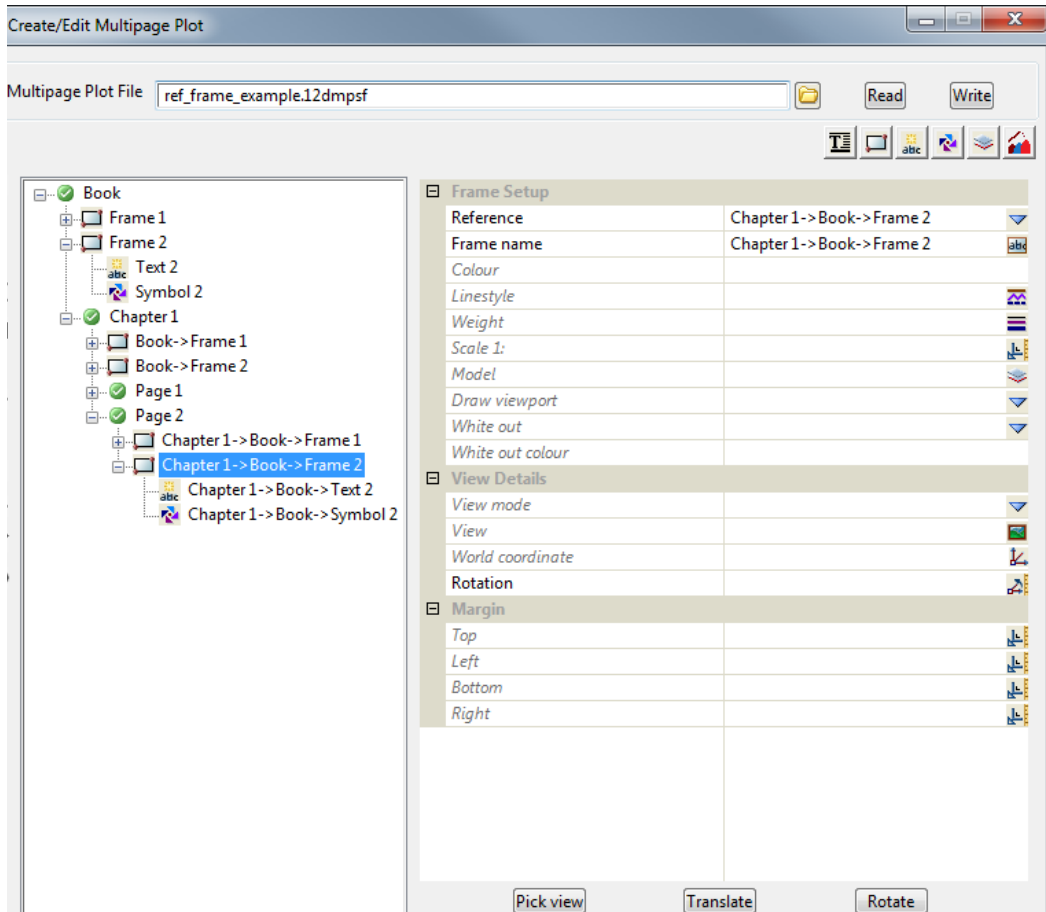 Create/Edit Multipage Plot
Multipage Plot File ref_frame_example.12dmpsf Read Write
Book
Frame 1
Frame 2
Text 2
Symbol 2
Chapter 1
Book->Frame 1
Book->Frame 2
Page 1
Page 2
Chapter 1->Book->Frame 1
Chapter 1->Book->Frame 2
Chapter 1->Book->Text 2
Chapter 1->Book->Symbol 2
Frame Setup
Reference Chapter 1->Book->Frame 2
Frame name Chapter 1->Book->Frame 2
Colour
Linestyle
Weight
Scale 1:
Model
Draw viewport
White out
White out colour
View Details
View mode
View
World coordinate
Rotation
Margin
Top
Left
Bottom
Right
Pick view Translate Rotate